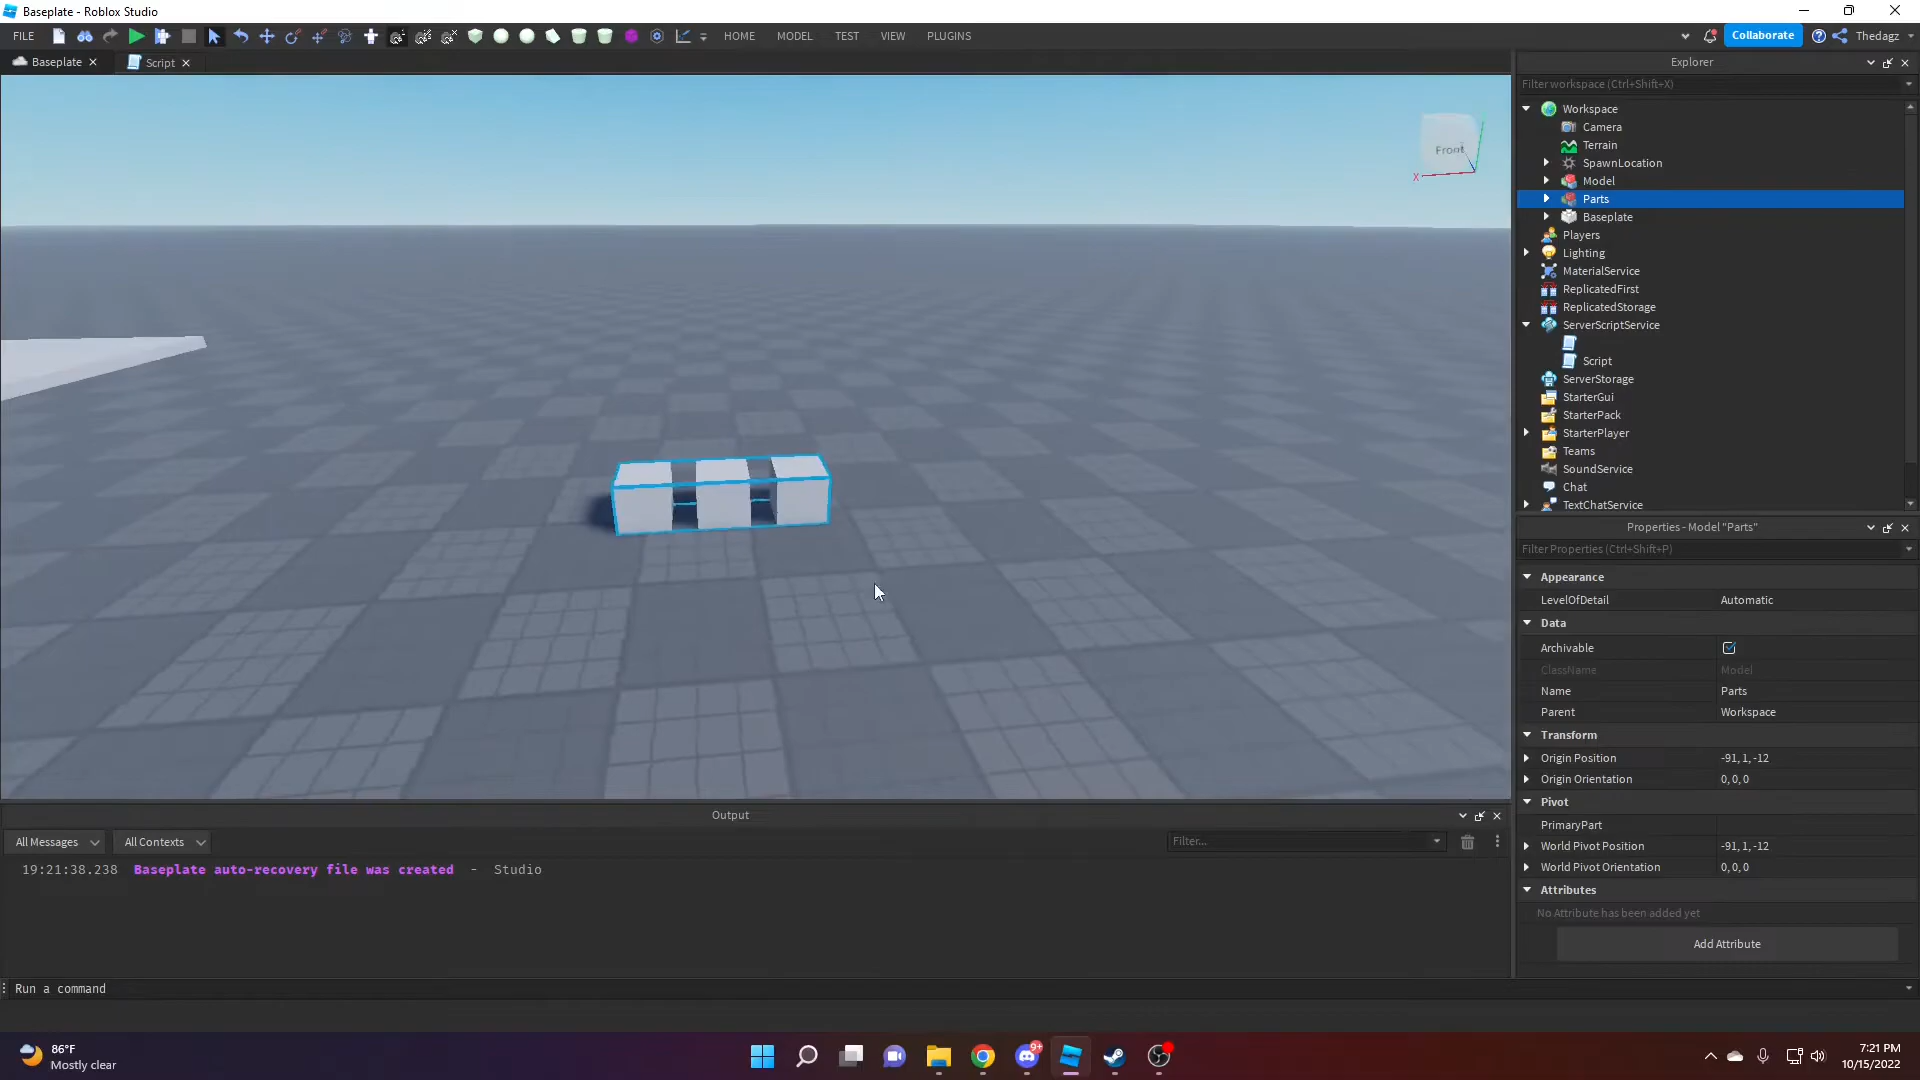 Baseplate - Roblox Studio
FILE
HOME
MODEL
TEST
VIEW
PLUGINS
Collaborate
Thedagz
Baseplate
Script
Front
X
Explorer
Filter workspace (Ctrl+Shift+X)
Workspace
Camera
Terrain
SpawnLocation
Model
Parts
Baseplate
Players
Lighting
MaterialService
ReplicatedFirst
ReplicatedStorage
ServerScriptService
Script
ServerStorage
StarterGui
StarterPack
StarterPlayer
Teams
SoundService
Chat
TextChatService
Properties - Model "Parts"
Filter Properties (Ctrl+Shift+P)
Appearance
LevelOfDetail Automatic
Data
Archivable
ClassName Model
Name Parts
Parent Workspace
Transform
Origin Position -91, 1, -12
Origin Orientation 0, 0, 0
Pivot
PrimaryPart
World Pivot Position -91, 1, -12
World Pivot Orientation 0, 0, 0
Attributes
No Attribute has been added yet
Add Attribute
Output
All Messages
All Contexts
Filter...
19:21:38.238 Baseplate auto-recovery file was created - Studio
Run a command
86°F
Mostly clear
9+
7:21 PM
10/15/2022